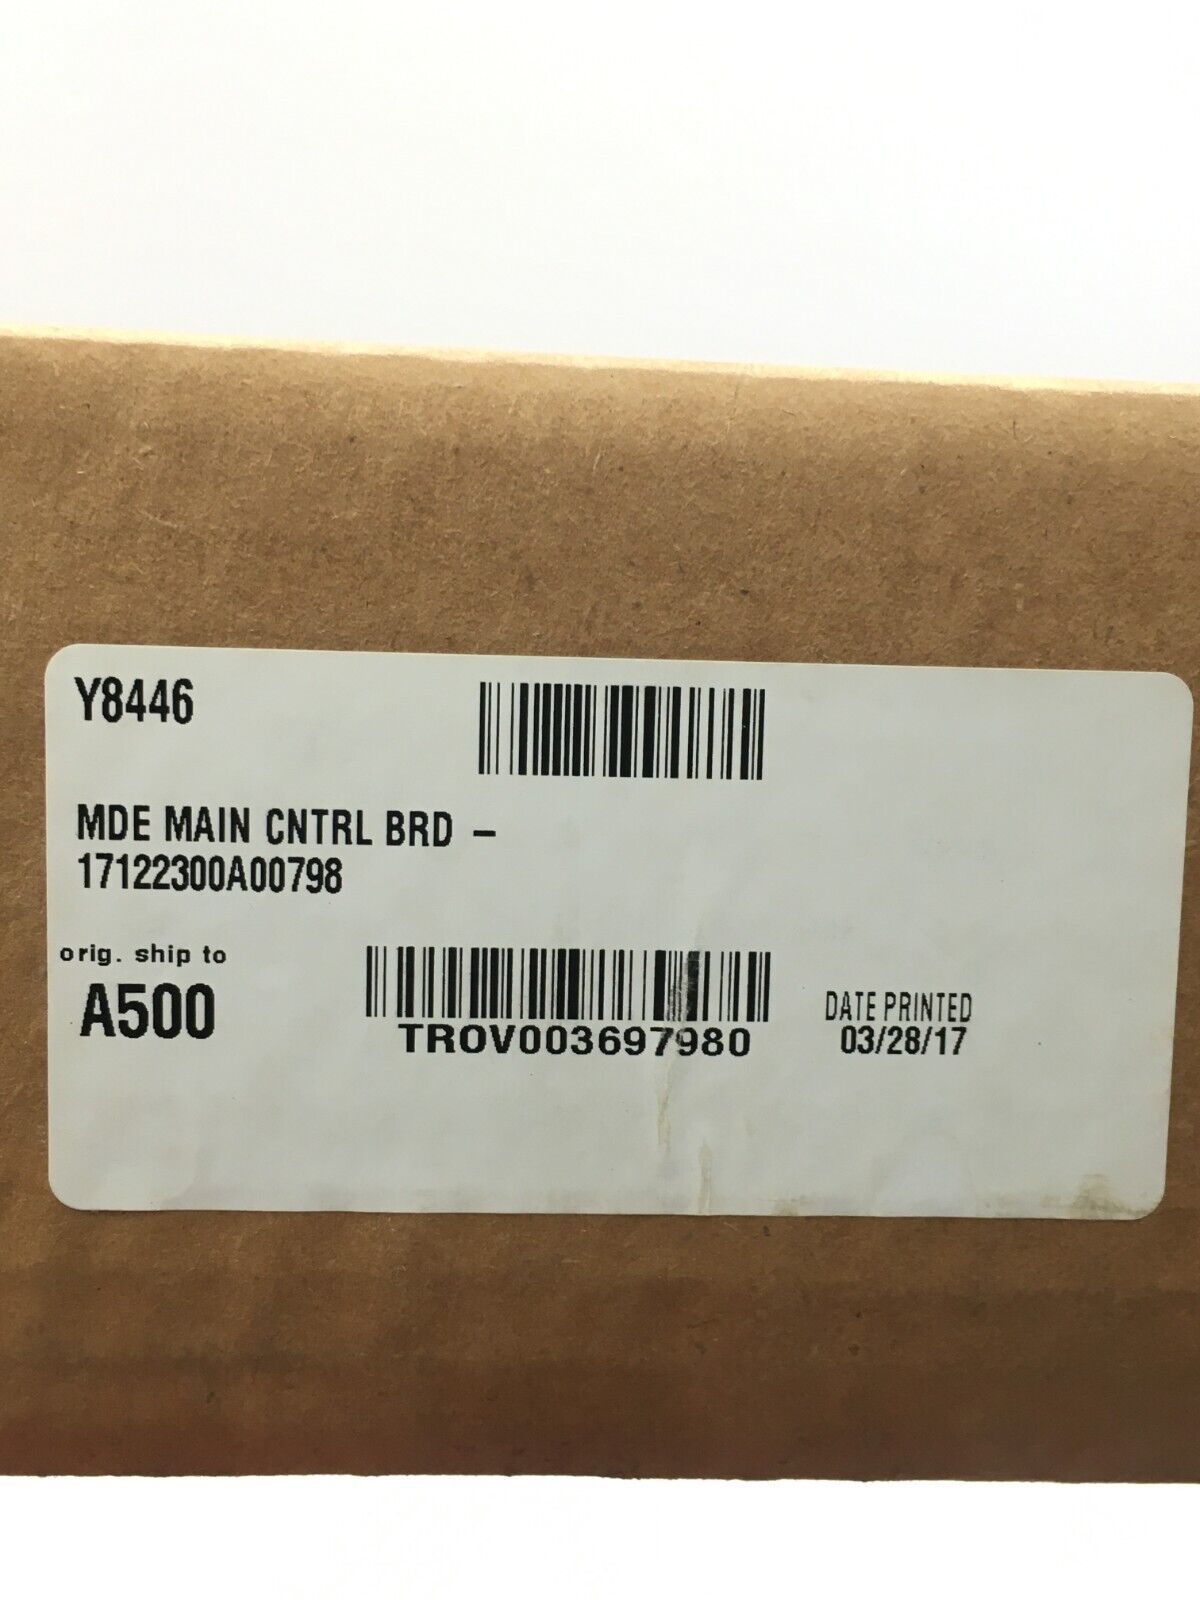 Y8446
MDE MAIN CNTRL BRD -
17122300A00798
orig. ship to
A500
TROV003697980
DATE PRINTED
03/28/17